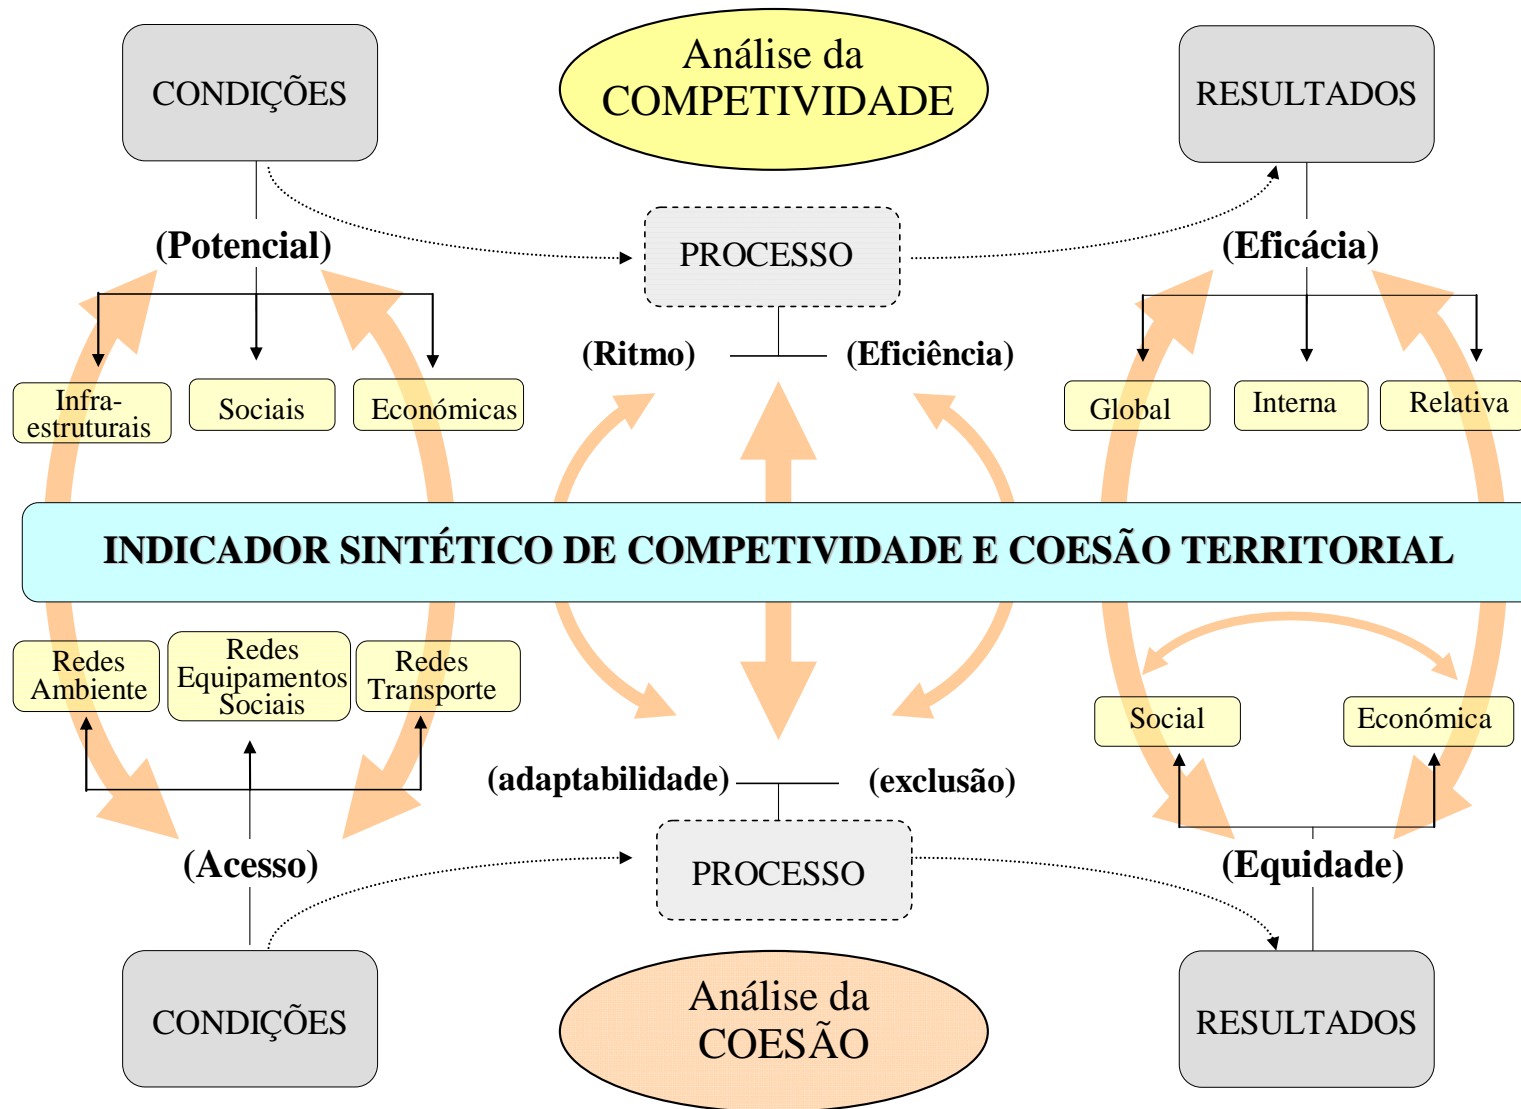 CONDIÇÕES
Análise da
COMPETIVIDADE
RESULTADOS
(Potencial)
PROCESSO
(Eficácia)
(Ritmo)
(Eficiência)
Infra-
estruturais
Sociais
Económicas
Global
Interna
Relativa
INDICADOR SINTÉTICO DE COMPETIVIDADE E COESÃO TERRITORIAL
Redes
Ambiente
Redes
Equipamentos
Sociais
Redes
Transporte
Social
Económica
(adaptabilidade)
(exclusão)
(Acesso)
PROCESSO
(Equidade)
CONDIÇÕES
Análise da
COESÃO
RESULTADOS